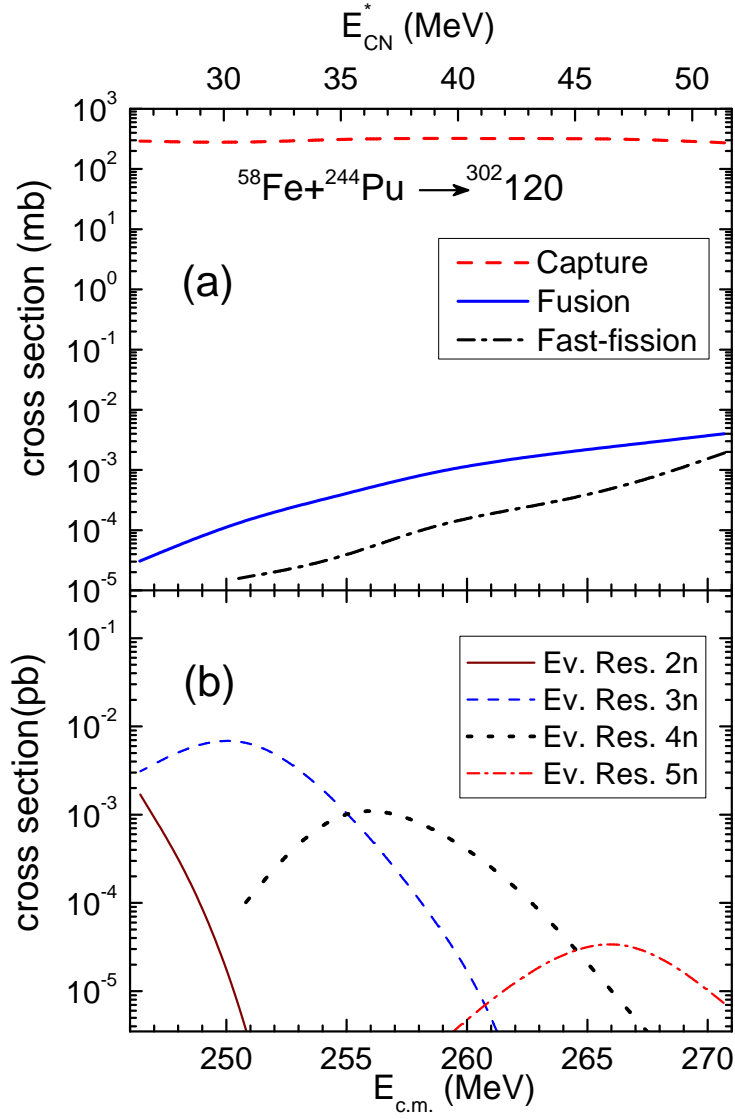 E*CN (MeV)
30 35 40 45 50
10^3
10^2
10^1
10^0
10^-1
10^-2
10^-3
10^-4
10^-5
cross section (mb)
^58Fe+^244Pu → ^302120
(a)
Capture
Fusion
Fast-fission
10^-1
10^-2
10^-3
10^-4
10^-5
cross section(pb)
(b)
Ev. Res. 2n
Ev. Res. 3n
Ev. Res. 4n
Ev. Res. 5n
250 255 260 265 270
Ec.m. (MeV)